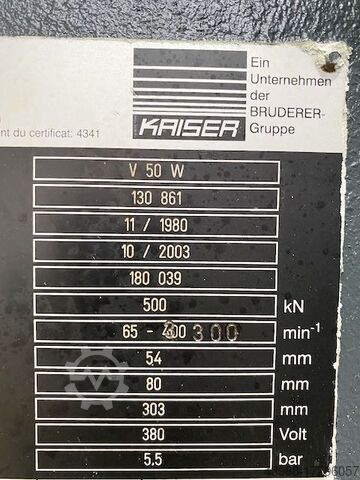 KAISER
Ein
Unternehmen
der
BRUDERER-
Gruppe
nt du certificat: 4341
V 50 W
130 861
11 / 1980
10 / 2003
180 039
500 kN
65 - 400 300 min-1
54 mm
80 mm
303 mm
380 Volt
5.5 bar